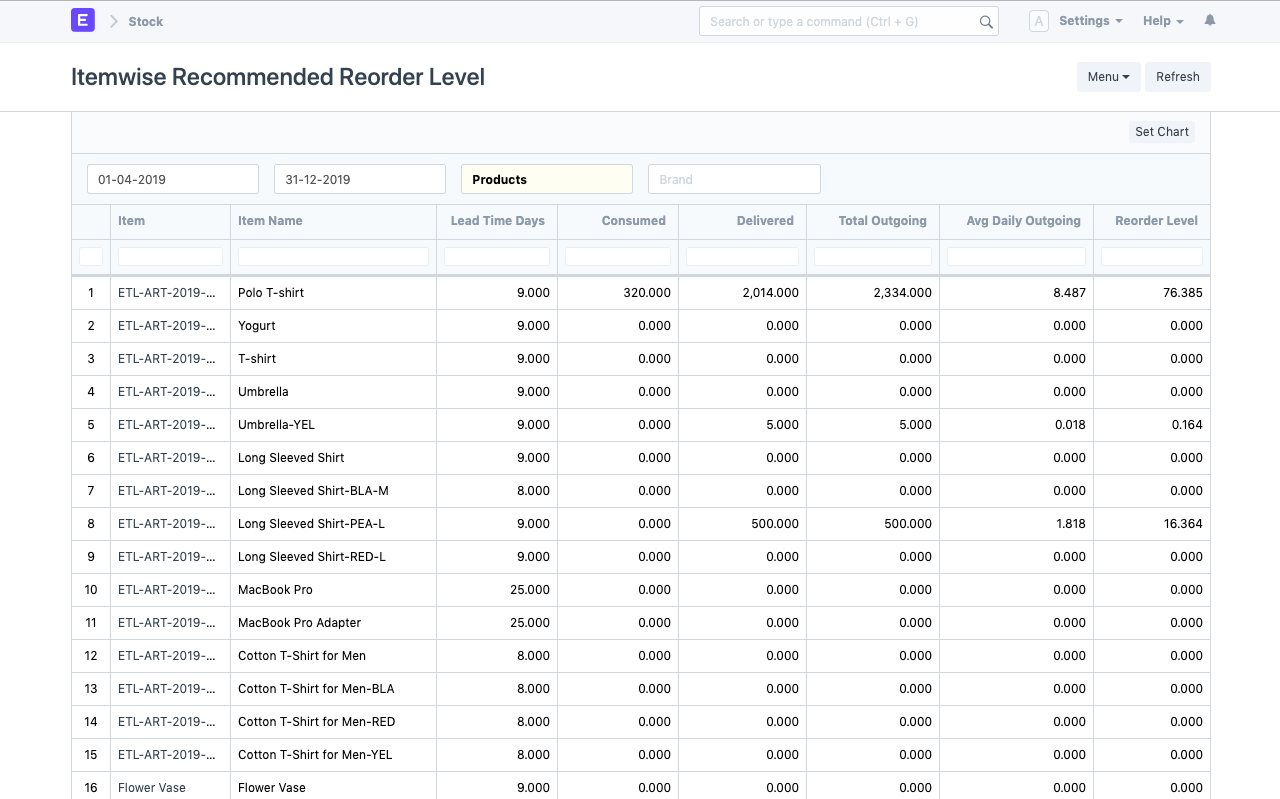 E Stock Search or type a command (Ctrl + G) A Settings Help
Itemwise Recommended Reorder Level Menu Refresh
Set Chart
01-04-2019 31-12-2019 Products Brand
Item Item Name Lead Time Days Consumed Delivered Total Outgoing Avg Daily Outgoing Reorder Level
1 ETL-ART-2019-... Polo T-shirt 9.000 320.000 2,014.000 2,334.000 8.487 76.385
2 ETL-ART-2019-... Yogurt 9.000 0.000 0.000 0.000 0.000 0.000
3 ETL-ART-2019-... T-shirt 9.000 0.000 0.000 0.000 0.000 0.000
4 ETL-ART-2019-... Umbrella 9.000 0.000 0.000 0.000 0.000 0.000
5 ETL-ART-2019-... Umbrella-YEL 9.000 0.000 5.000 5.000 0.018 0.164
6 ETL-ART-2019-... Long Sleeved Shirt 9.000 0.000 0.000 0.000 0.000 0.000
7 ETL-ART-2019-... Long Sleeved Shirt-BLA-M 8.000 0.000 0.000 0.000 0.000 0.000
8 ETL-ART-2019-... Long Sleeved Shirt-PEA-L 9.000 0.000 500.000 500.000 1.818 16.364
9 ETL-ART-2019-... Long Sleeved Shirt-RED-L 9.000 0.000 0.000 0.000 0.000 0.000
10 ETL-ART-2019-... MacBook Pro 25.000 0.000 0.000 0.000 0.000 0.000
11 ETL-ART-2019-... MacBook Pro Adapter 25.000 0.000 0.000 0.000 0.000 0.000
12 ETL-ART-2019-... Cotton T-Shirt for Men 8.000 0.000 0.000 0.000 0.000 0.000
13 ETL-ART-2019-... Cotton T-Shirt for Men-BLA 8.000 0.000 0.000 0.000 0.000 0.000
14 ETL-ART-2019-... Cotton T-Shirt for Men-RED 8.000 0.000 0.000 0.000 0.000 0.000
15 ETL-ART-2019-... Cotton T-Shirt for Men-YEL 8.000 0.000 0.000 0.000 0.000 0.000
16 Flower Vase Flower Vase 9.000 0.000 0.000 0.000 0.000 0.000